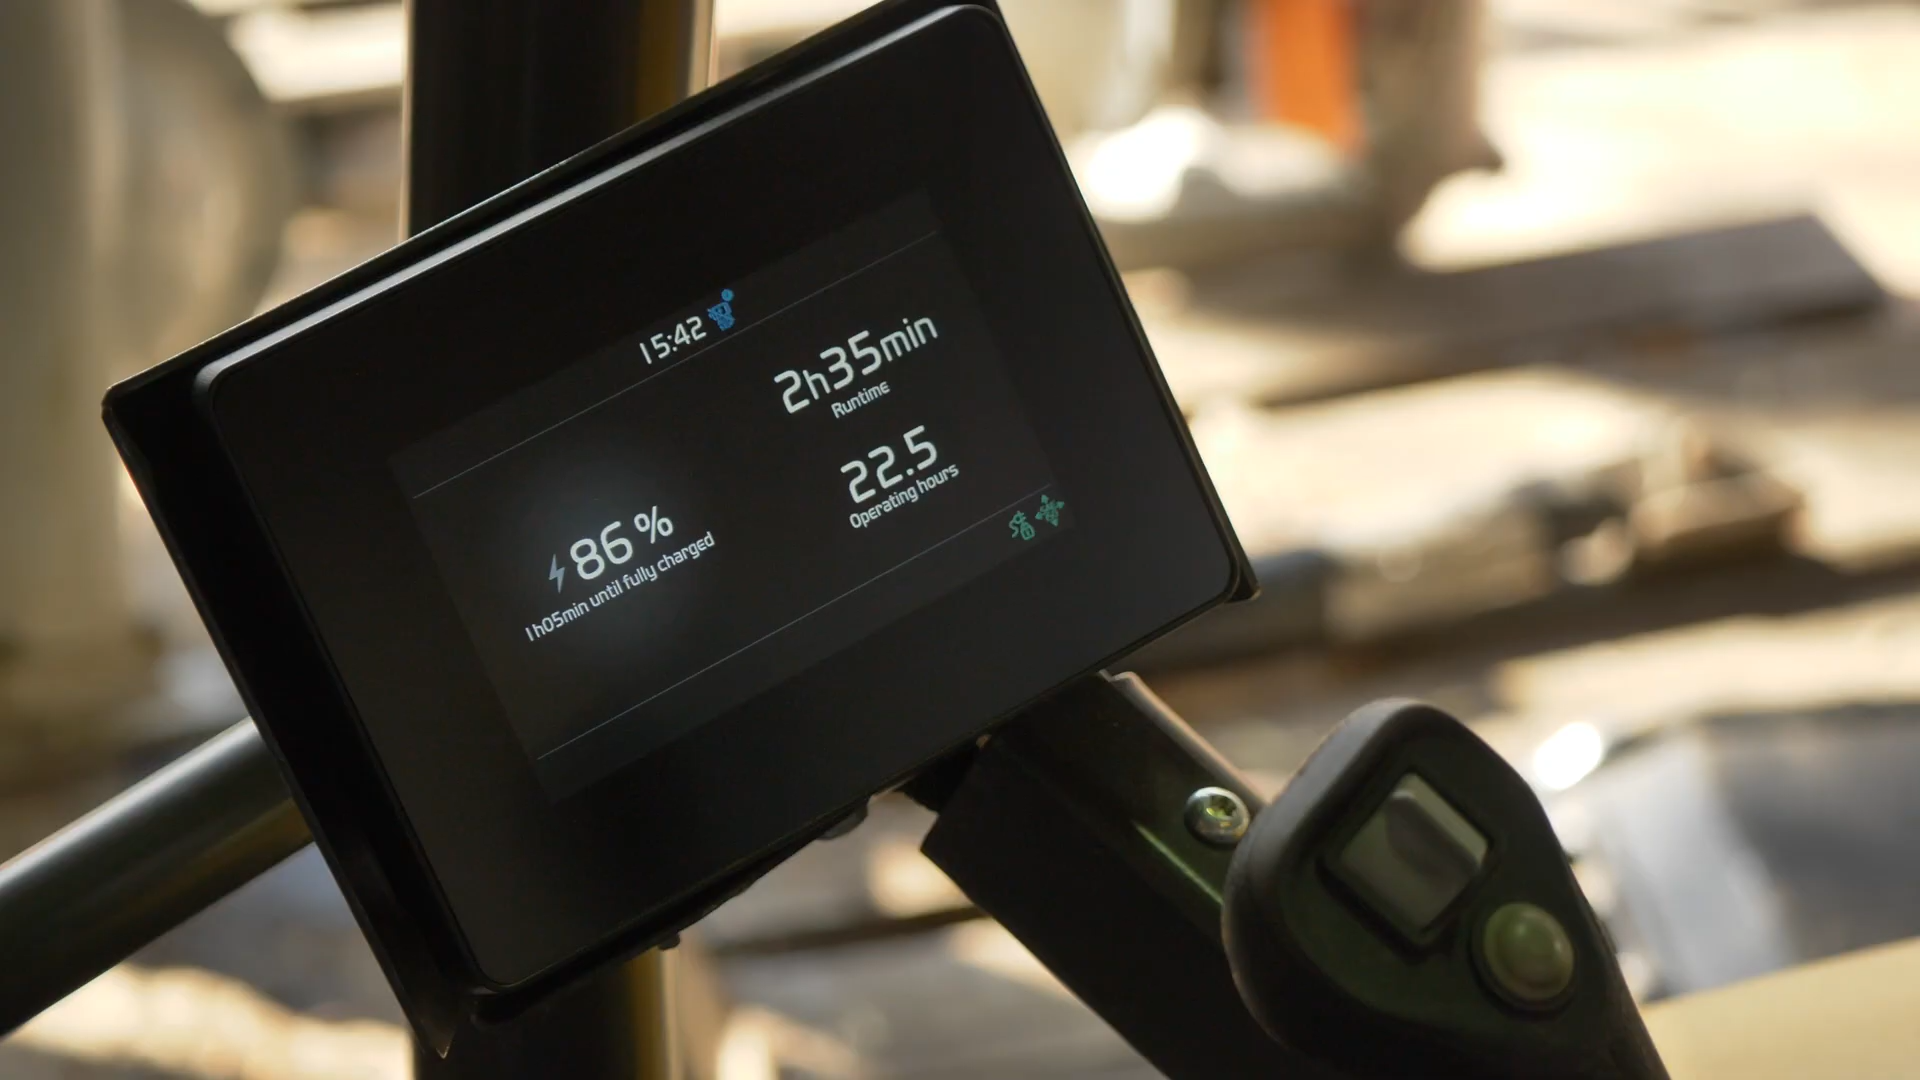 15:42
2h35min
Runtime
22.5
Operating hours
86 %
1h05min until fully charged